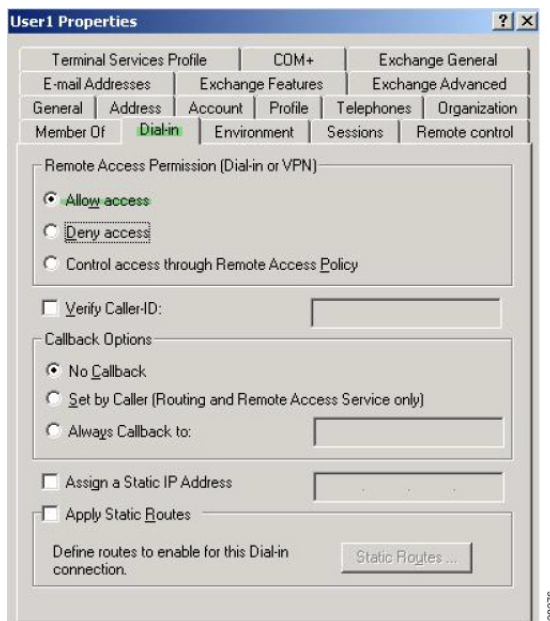 User1 Properties
? X
Terminal Services Profile COM+ Exchange General
E-mail Addresses Exchange Features Exchange Advanced
General Address Account Profile Telephones Organization
Member Of Dial-in Environment Sessions Remote control
Remote Access Permission (Dial-in or VPN)
Allow access
Deny access
Control access through Remote Access Policy
Verify Caller-ID:
Callback Options
No Callback
Set by Caller (Routing and Remote Access Service only)
Always Callback to:
Assign a Static IP Address
Apply Static Routes
Define routes to enable for this Dial-in
connection.
Static Routes ...